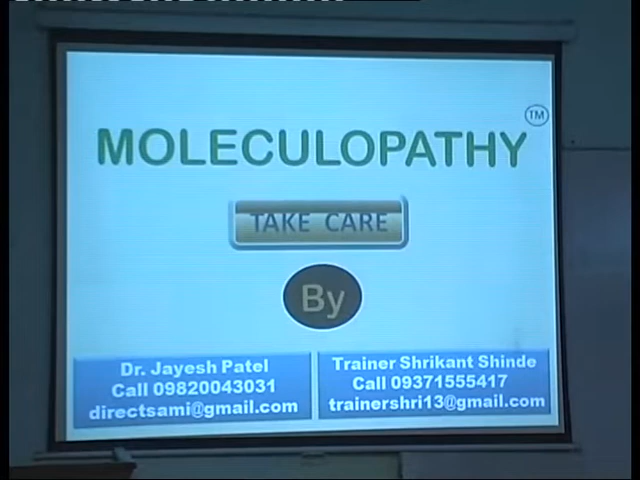 TM
MOLECULOPATHY
TAKE CARE
By
Dr. Jayesh Patel
Call 09820043031
directsami@gmail.com
Trainer Shrikant Shinde
Call 09371555417
trainershri13@gmail.com